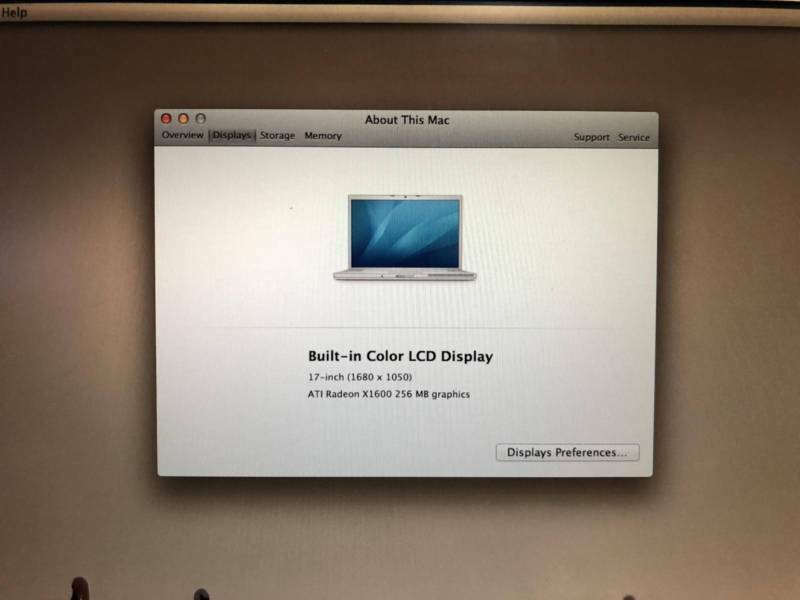 Help
About This Mac
Overview Displays Storage Memory Support Service
Built-in Color LCD Display
17-inch (1680 x 1050)
ATI Radeon X1600 256 MB graphics
Displays Preferences...